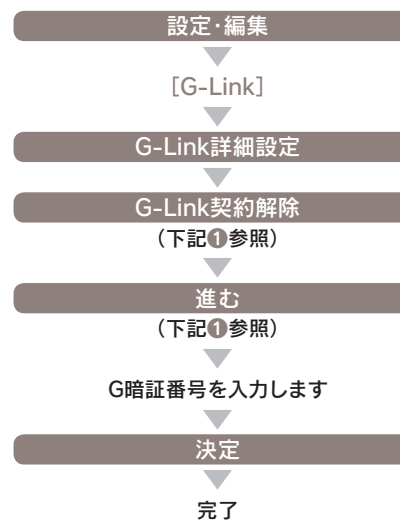 設定・編集
[G-Link]
G-Link詳細設定
G-Link契約解除
(下記❶参照)
進む
(下記❶参照)
G暗証番号を入力します
決定
完了